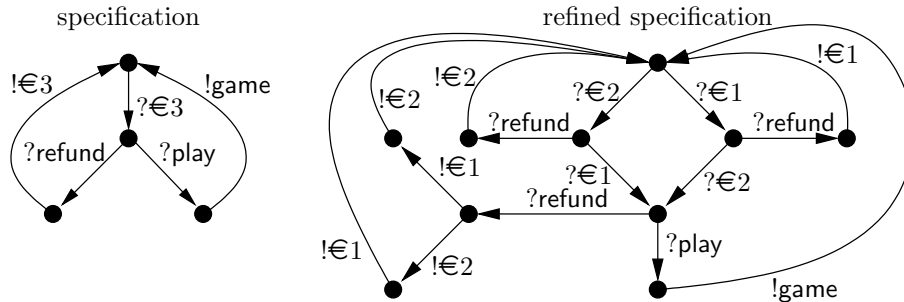 specification
!€3
!game
?€3
?refund
?play
refined specification
!€1
!€2
!€2
?€2
?€1
?refund
?refund
!€1
?€1
?€2
?refund
!€1
!€2
?play
!game